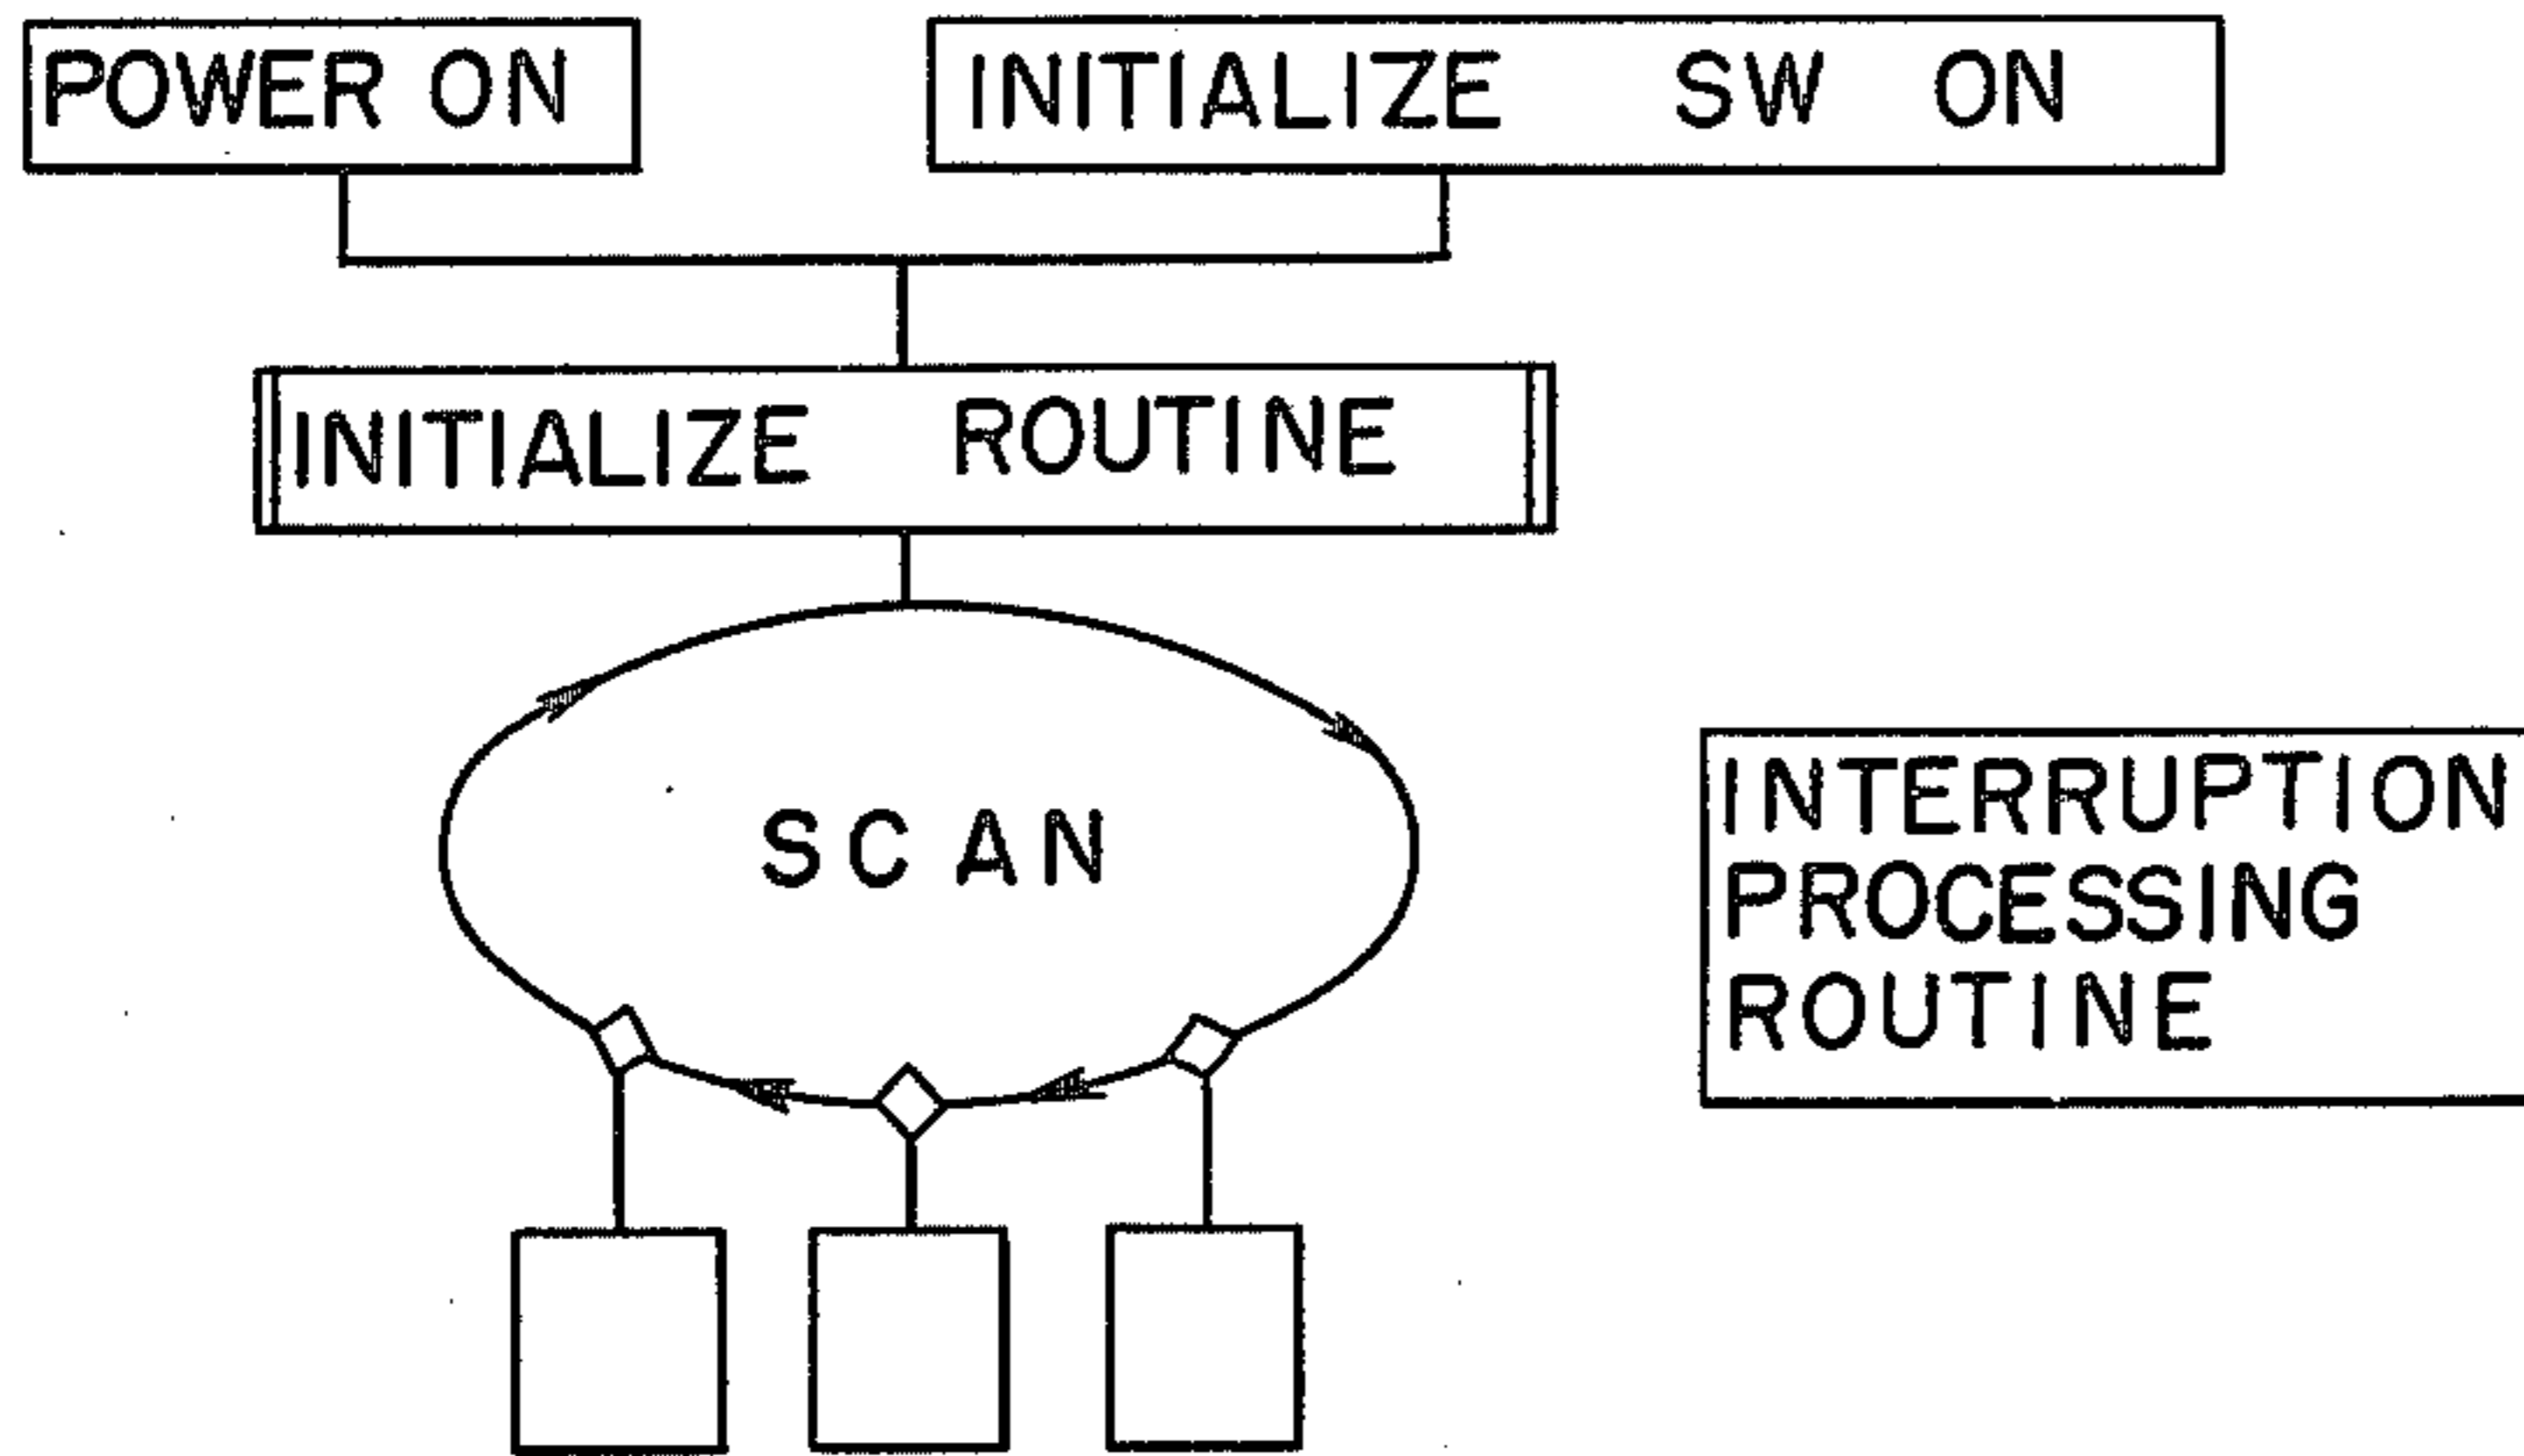 POWER ON
INITIALIZE SW ON
INITIALIZE ROUTINE
SCAN
INTERRUPTION
PROCESSING
ROUTINE